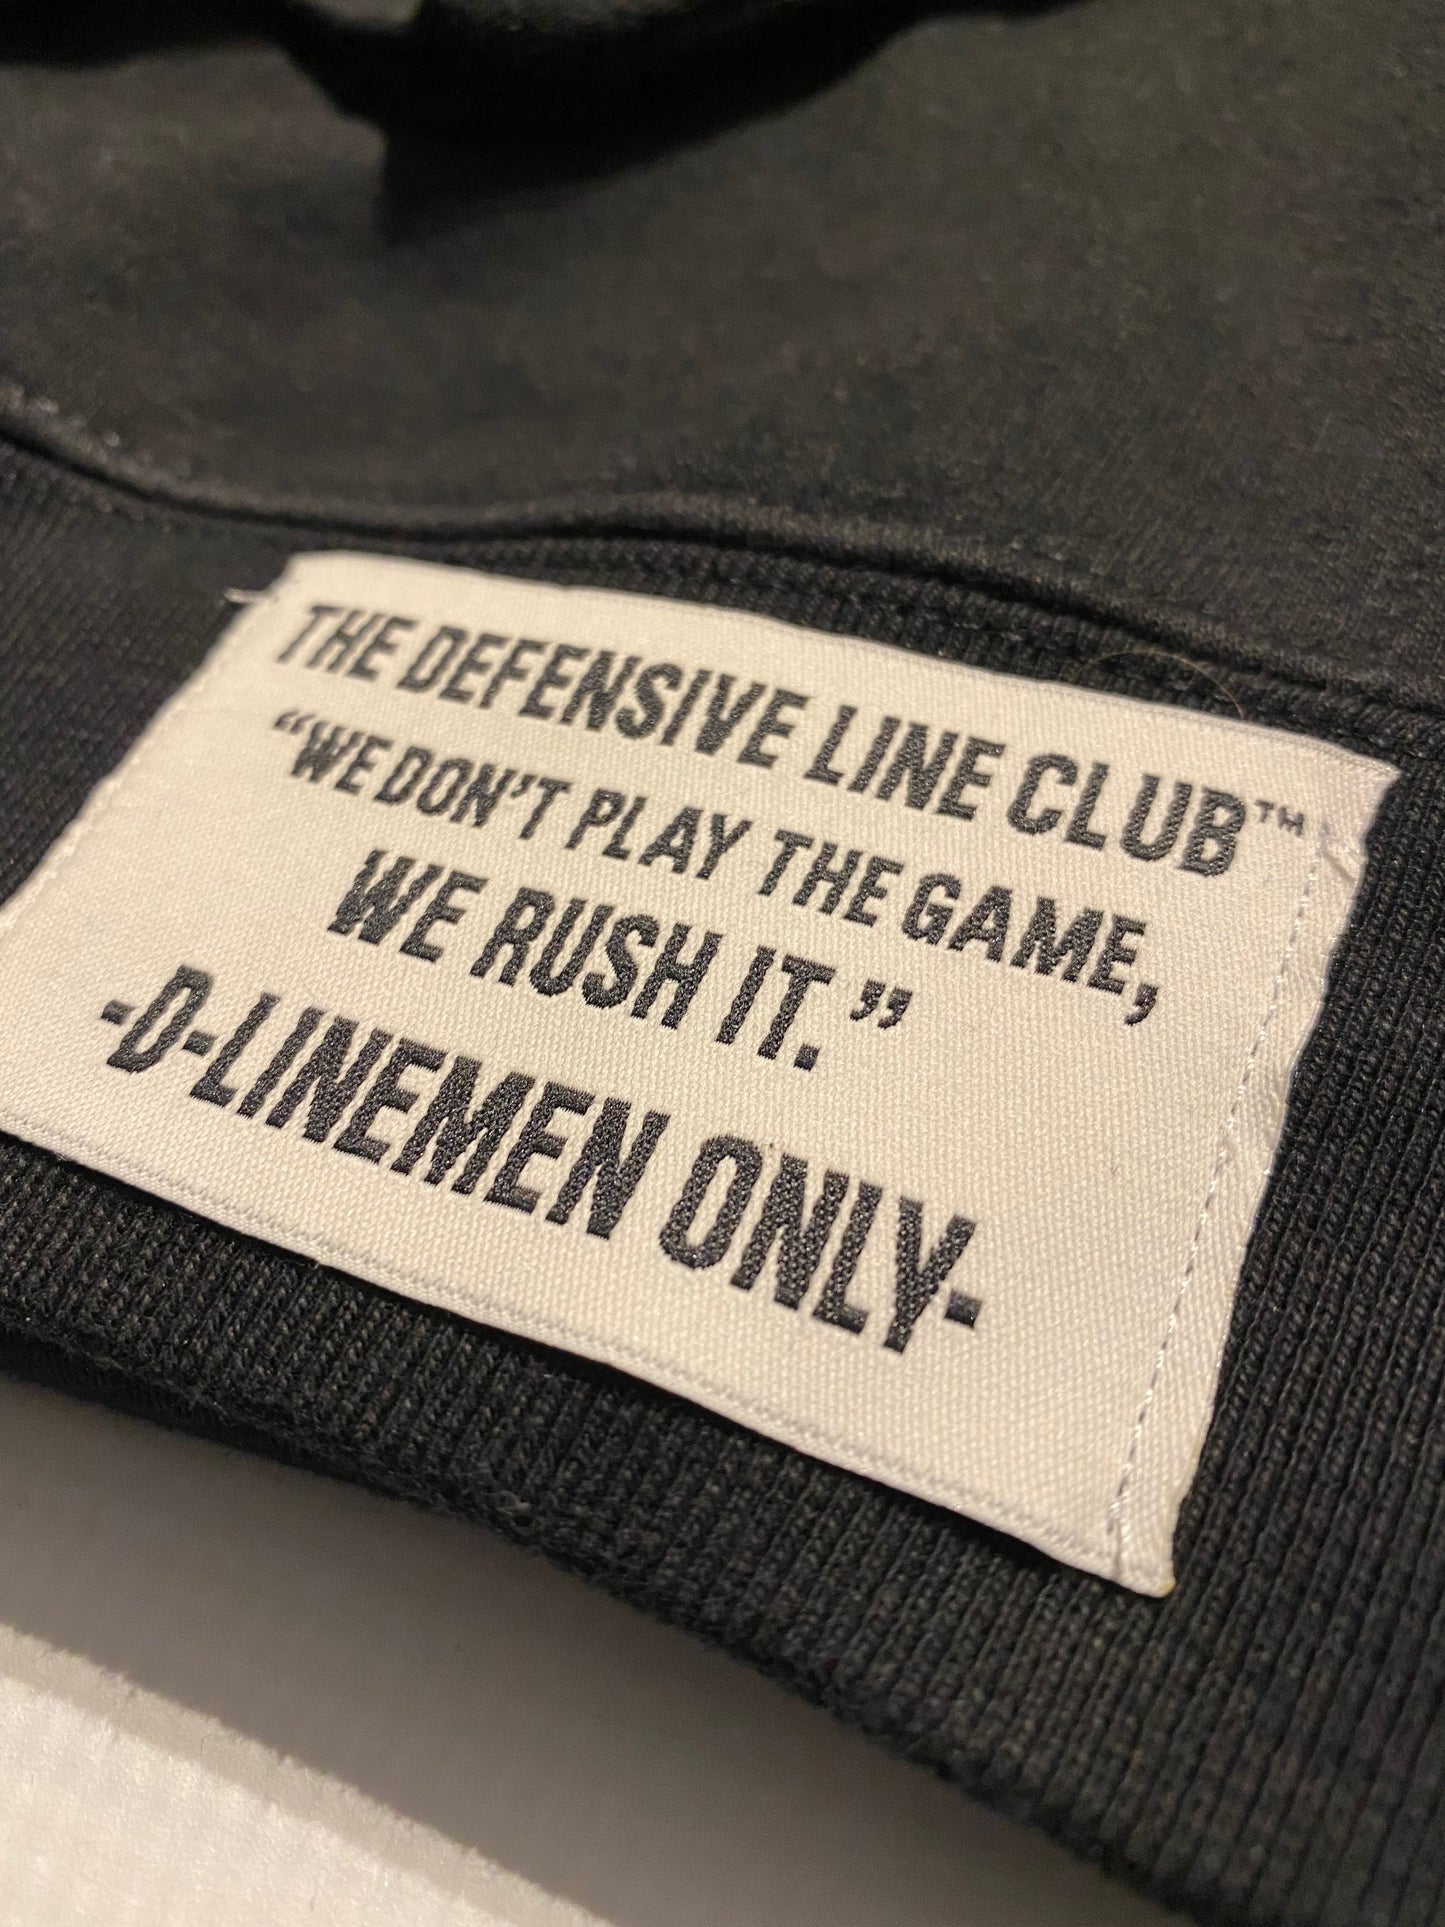 THE DEFENSIVE LINE CLUB™
“WE DON’T PLAY THE GAME,
WE RUSH IT.”
-D-LINEMEN ONLY-